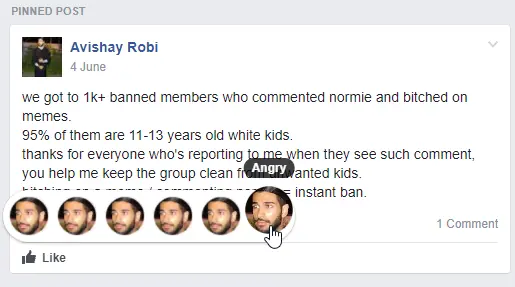 PINNED POST
Avishay Robi
4 June
we got to 1k+ banned members who commented normie and bitched on
memes.
95% of them are 11-13 years old white kids.
thanks for everyone who's reporting to me when they see such comment,
you help me keep the group clean from unwanted kids.
Angry
bitching on a meme / commenting = instant ban.
1 Comment
Like